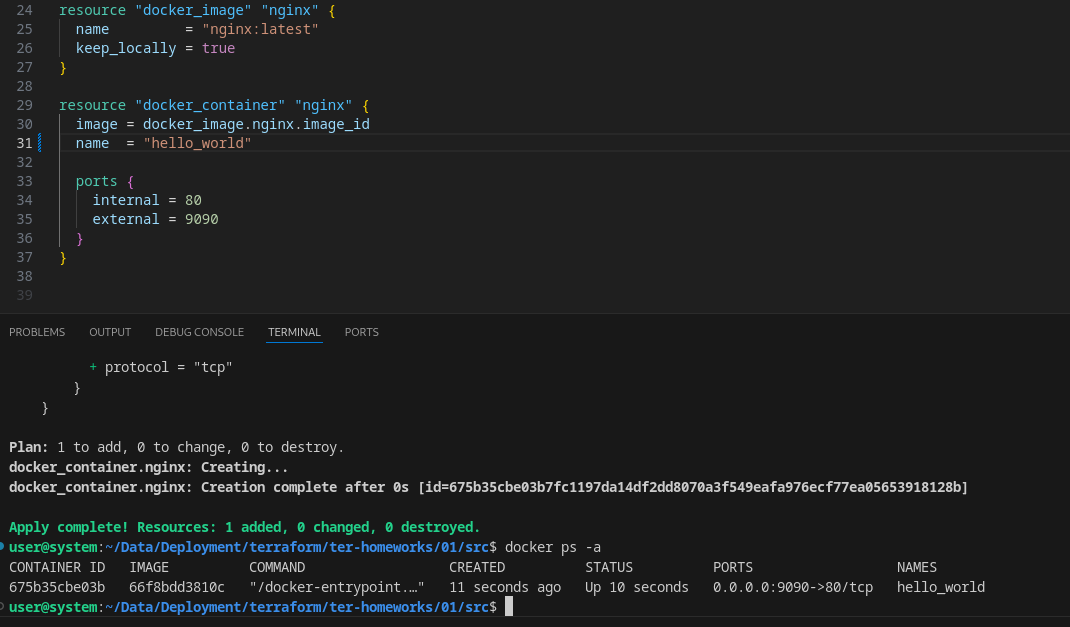 24 resource "docker_image" "nginx" {
25 name = "nginx:latest"
26 keep_locally = true
27 }
28
29 resource "docker_container" "nginx" {
30 image = docker_image.nginx.image_id
31 name = "hello_world"
32
33 ports {
34 internal = 80
35 external = 9090
36 }
37 }
38
39
PROBLEMS OUTPUT DEBUG CONSOLE TERMINAL PORTS
+ protocol = "tcp"
}
}
Plan: 1 to add, 0 to change, 0 to destroy.
docker_container.nginx: Creating...
docker_container.nginx: Creation complete after 0s [id=675b35cbe03b7fc1197da14df2dd8070a3f549eafa976ecf77ea05653918128b]
Apply complete! Resources: 1 added, 0 changed, 0 destroyed.
user@system:~/Data/Deployment/terraform/ter-homeworks/01/src$ docker ps -a
CONTAINER ID IMAGE COMMAND CREATED STATUS PORTS NAMES
675b35cbe03b 66f8bdd3810c "/docker-entrypoint.…" 11 seconds ago Up 10 seconds 0.0.0.0:9090->80/tcp hello_world
user@system:~/Data/Deployment/terraform/ter-homeworks/01/src$